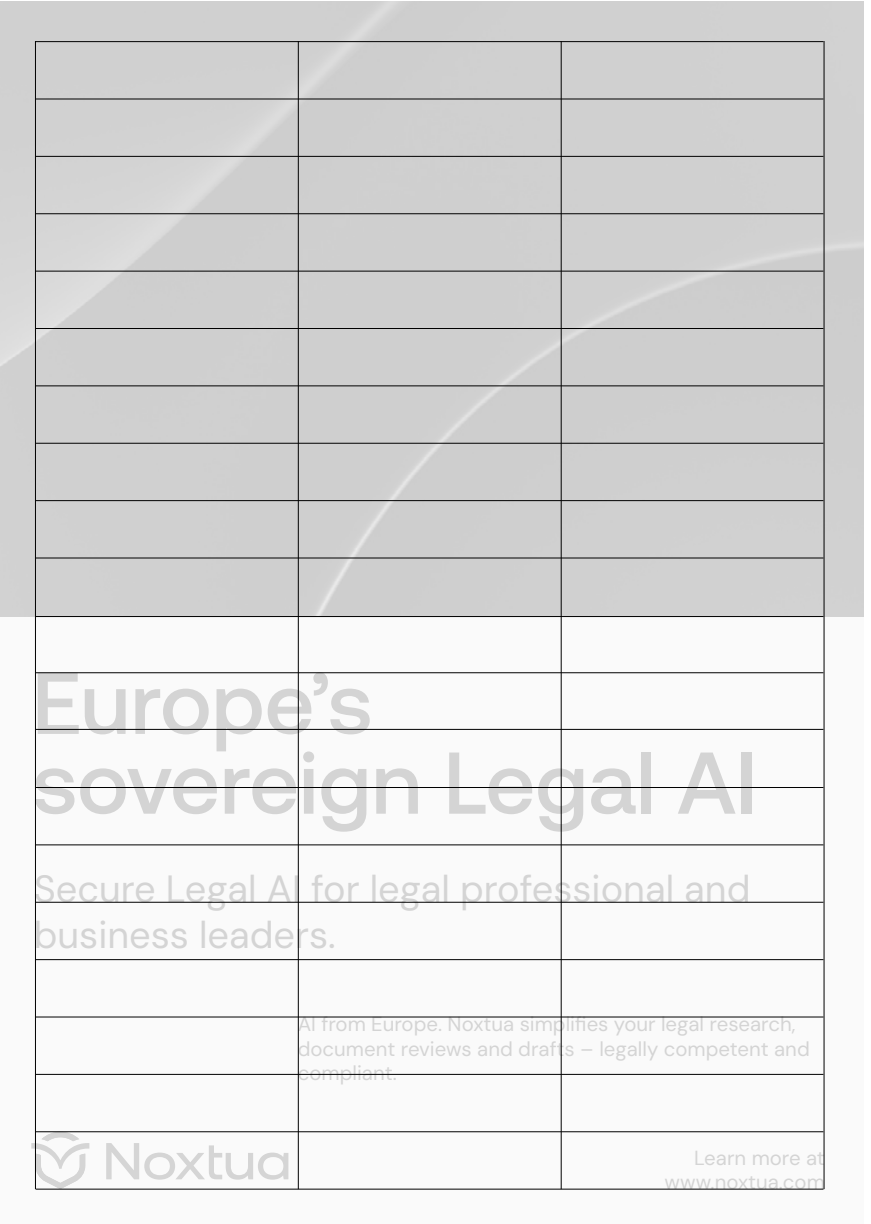 Europe’s
sovereign Legal AI
Secure Legal AI for legal professional and
business leaders.
AI from Europe. Noxtua simplifies your legal research,
document reviews and drafts – legally competent and
compliant.
Noxtua
Learn more at
www.noxtua.com